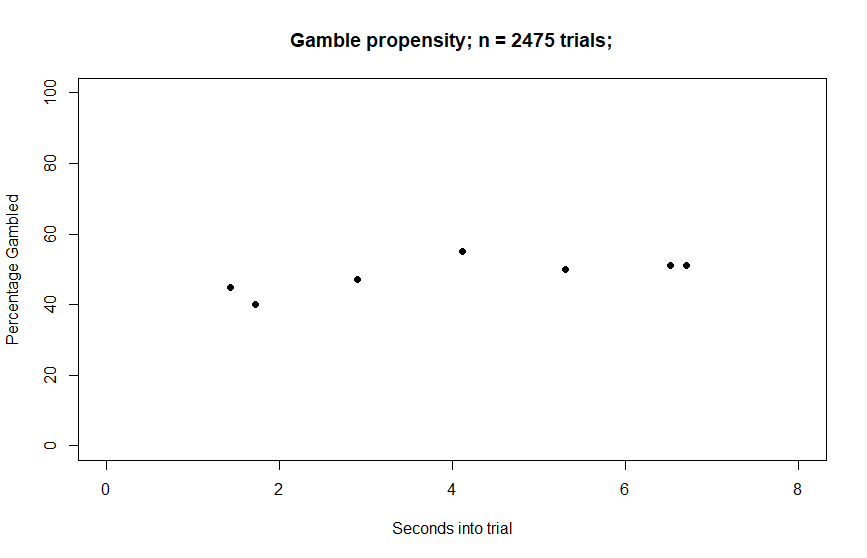 Gamble propensity; n = 2475 trials;
Percentage Gambled
100
80
60
40
20
0
0 2 4 6 8
Seconds into trial